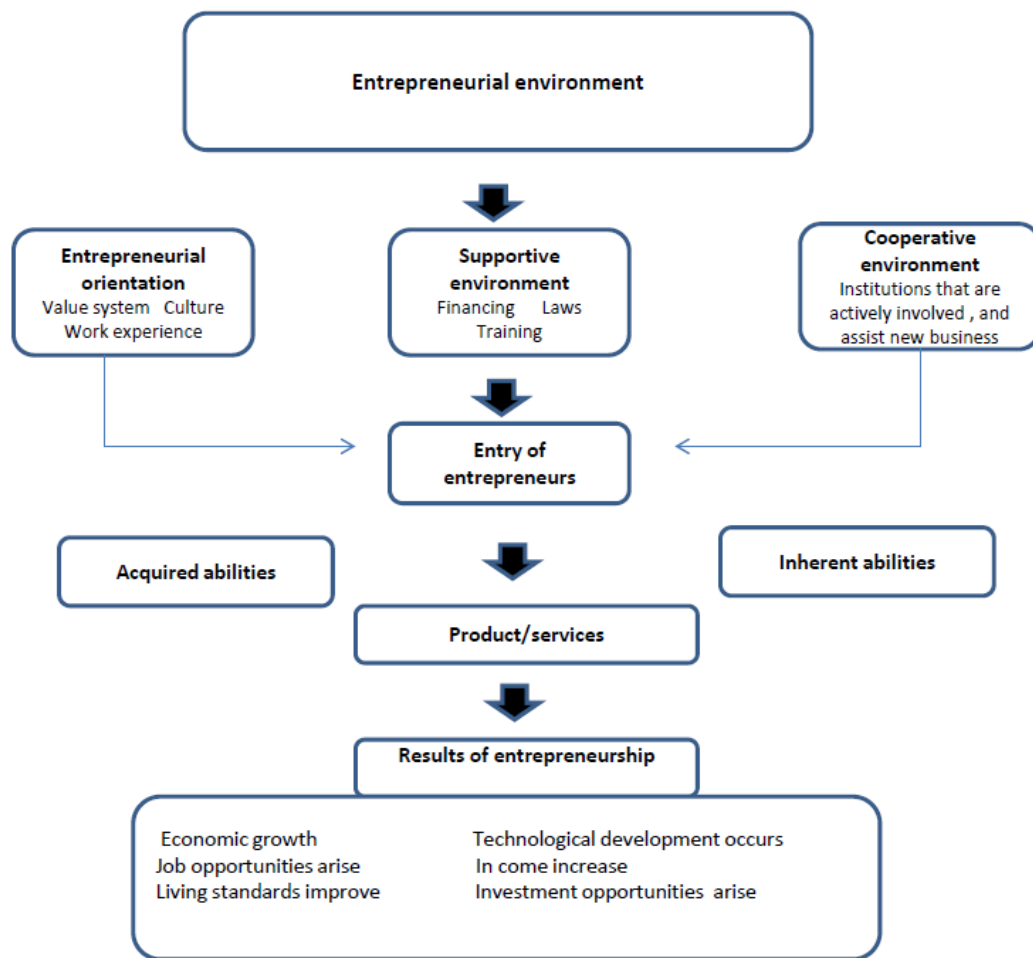 Entrepreneurial environment
Entrepreneurial
orientation
Value system Culture
Work experience
Supportive
environment
Financing Laws
Training
Cooperative
environment
Institutions that are
actively involved , and
assist new business
Entry of
entrepreneurs
Acquired abilities
Inherent abilities
Product/services
Results of entrepreneurship
Economic growth
Job opportunities arise
Living standards improve
Technological development occurs
In come increase
Investment opportunities arise